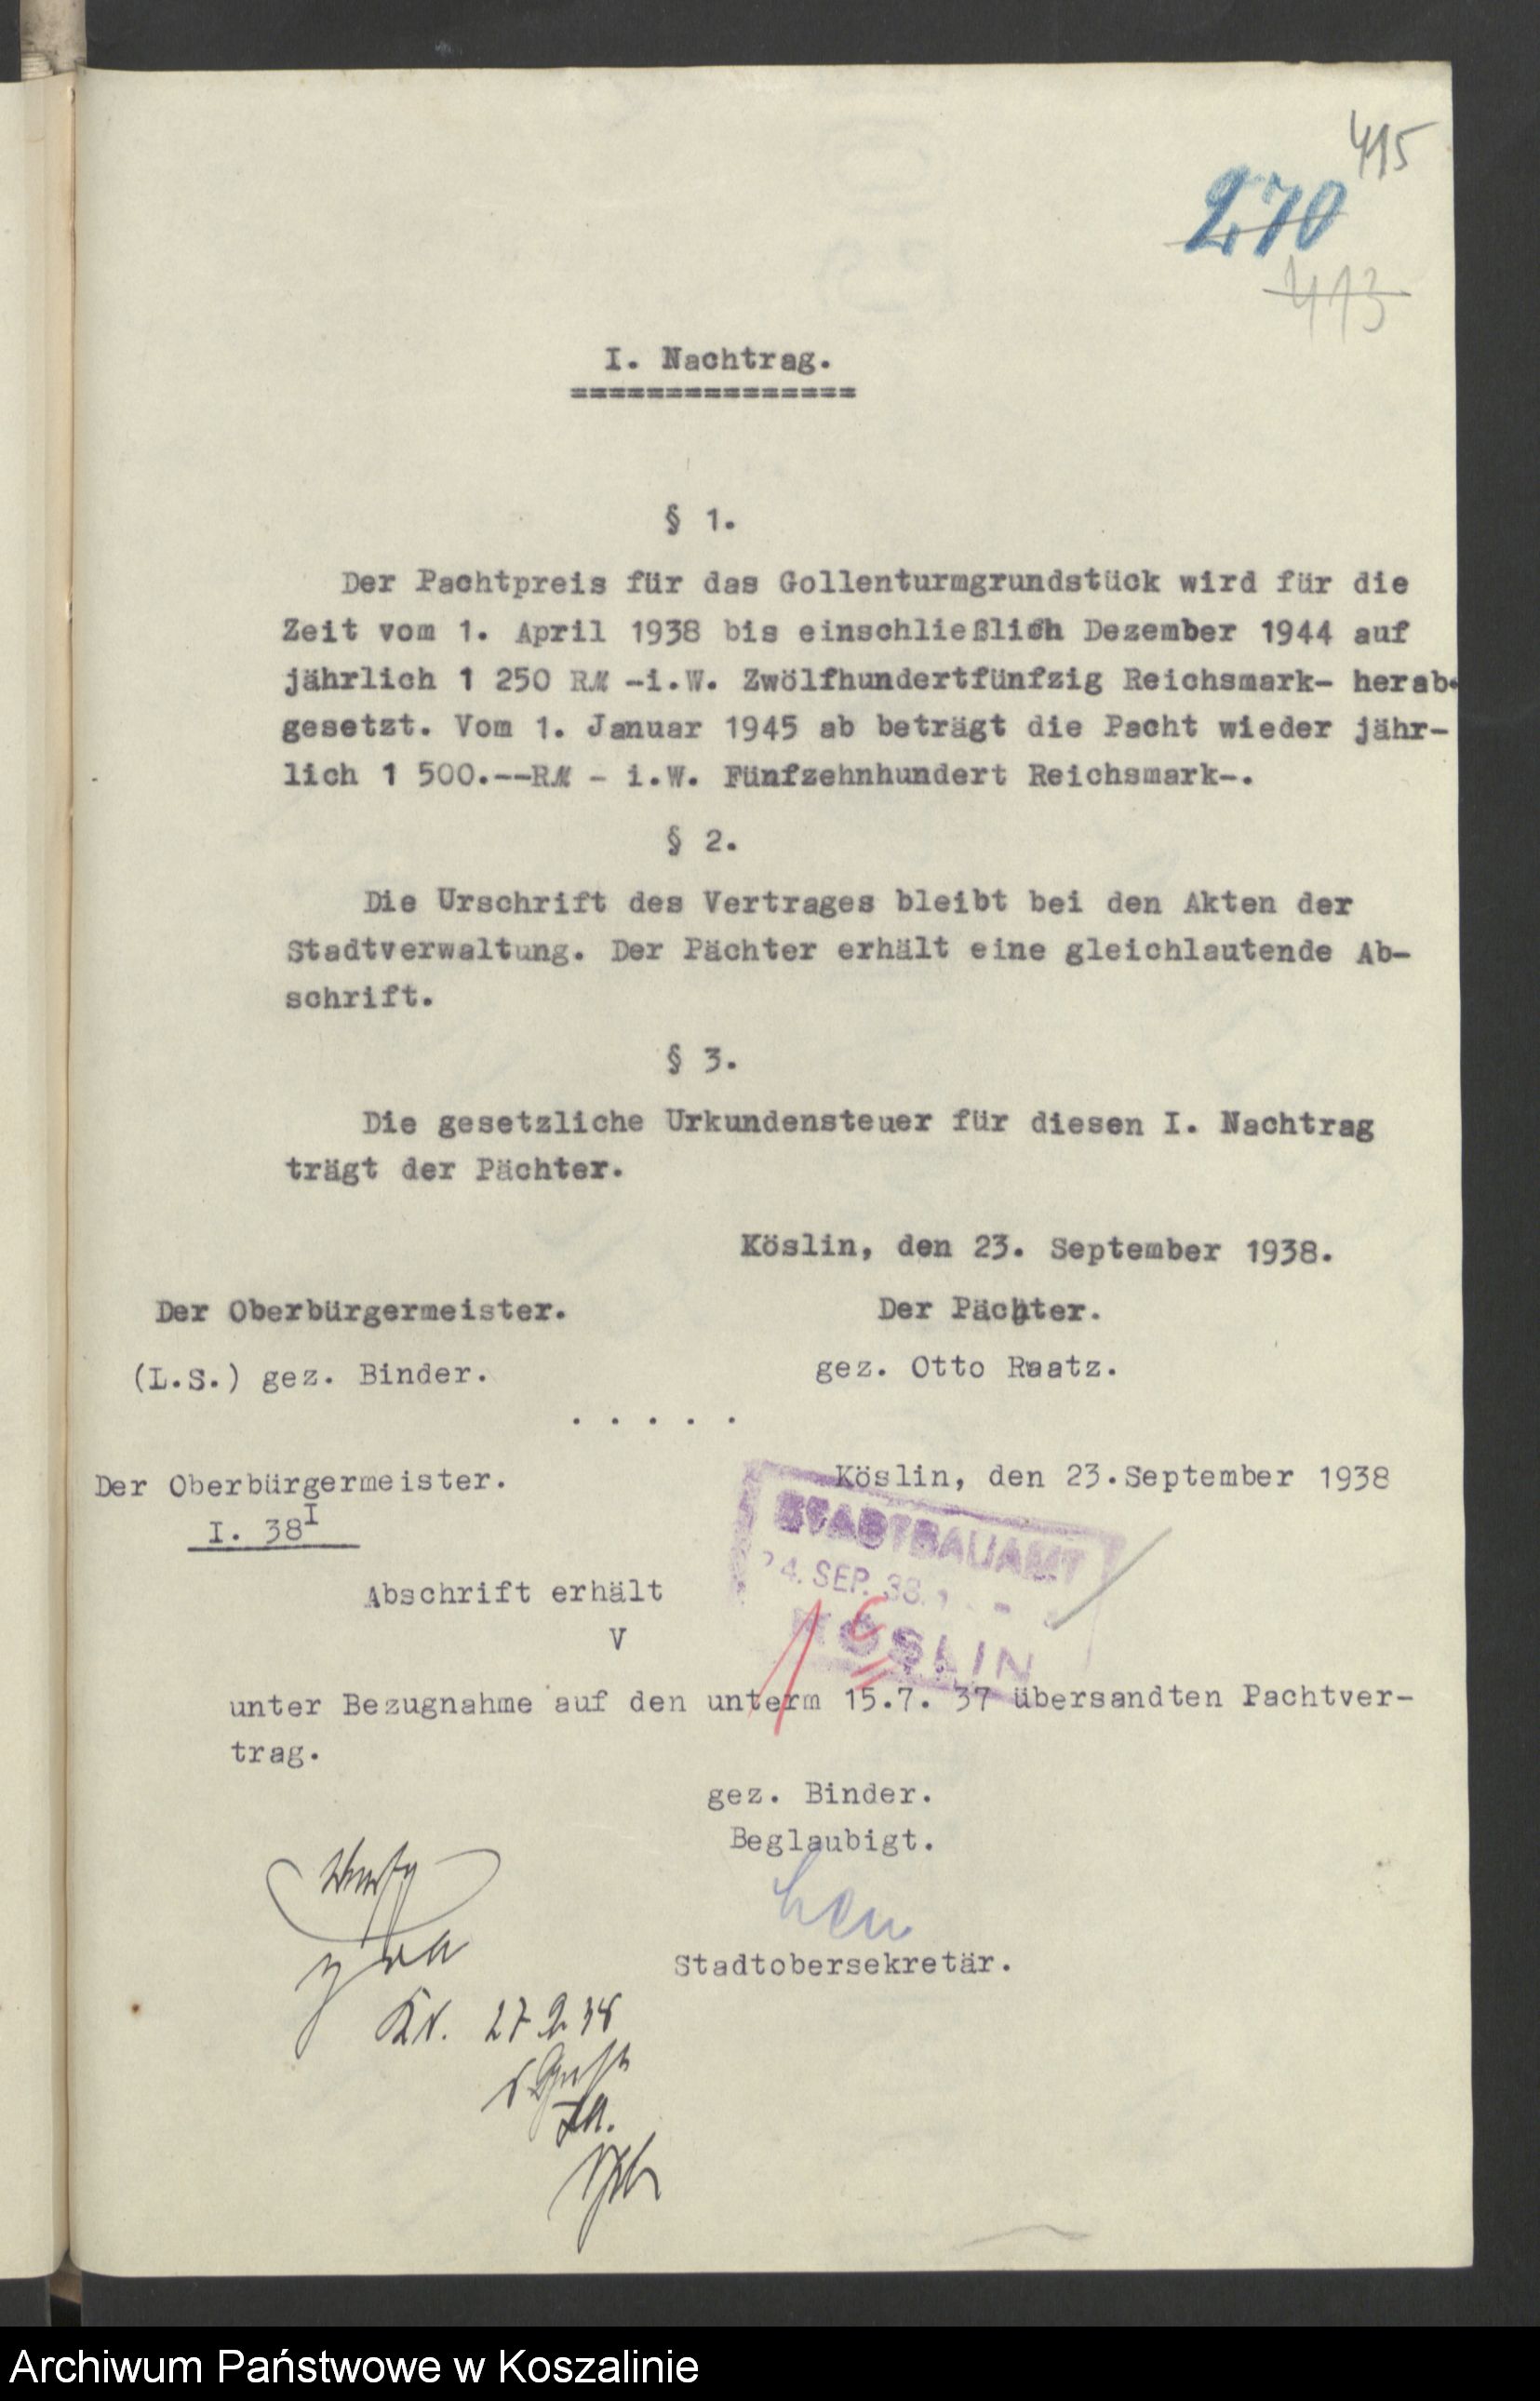 415
270
413
I. Nachtrag.
===============
§ 1.
Der Pachtpreis für das Gollenturmgrundstück wird für die
Zeit vom 1. April 1938 bis einschließlich Dezember 1944 auf
jährlich 1 250 RM -i.W. Zwölfhundertfünfzig Reichsmark- herab-
gesetzt. Vom 1. Januar 1945 ab beträgt die Pacht wieder jähr-
lich 1 500.--RM - i.W. Fünfzehnhundert Reichsmark-.
§ 2.
Die Urschrift des Vertrages bleibt bei den Akten der
Stadtverwaltung. Der Pächter erhält eine gleichlautende Ab-
schrift.
§ 3.
Die gesetzliche Urkundensteuer für diesen I. Nachtrag
trägt der Pächter.
Köslin, den 23. September 1938.
Der Oberbürgermeister. Der Pächter.
(L.S.) gez. Binder. gez. Otto Raatz.
. . . . .
Der Oberbürgermeister. Köslin, den 23.September 1938
I. 38I
STADTBAUAMT
24. SEP. 38
KÖSLIN
Abschrift erhält
V
unter Bezugnahme auf den unterm 15.7. 37 übersandten Pachtver-
trag.
gez. Binder.
Beglaubigt.
Stadtobersekretär.
27.9.38
Archiwum Państwowe w Koszalinie